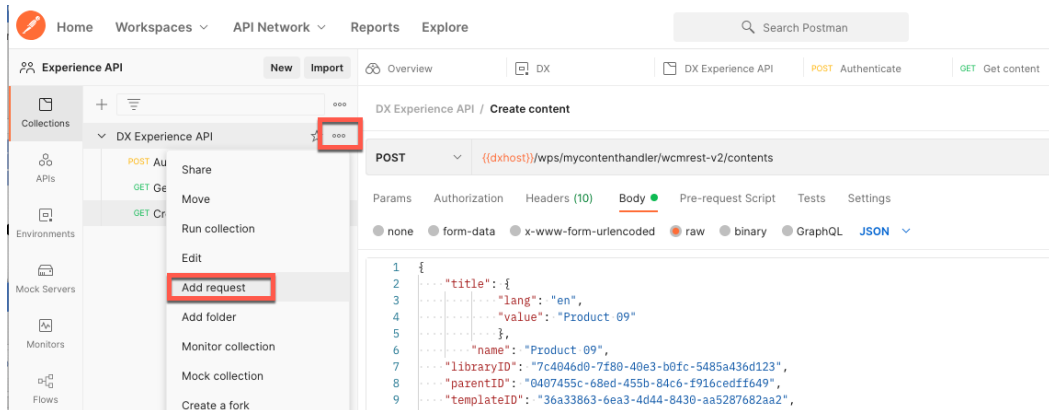 Home Workspaces API Network Reports Explore Search Postman
Experience API New Import Overview DX DX Experience API POST Authenticate GET Get content
Collections
APIs
Environments
Mock Servers
Monitors
Flows
DX Experience API
POST Au
GET Ge
GET Cr
Share
Move
Run collection
Edit
Add request
Add folder
Monitor collection
Mock collection
Create a fork
DX Experience API / Create content
POST {{dxhost}}/wps/mycontenthandler/wcmrest-v2/contents
Params Authorization Headers (10) Body Pre-request Script Tests Settings
none form-data x-www-form-urlencoded raw binary GraphQL JSON
1 {
2 "title": {
3 "lang": "en",
4 "value": "Product 09"
5 },
6 "name": "Product 09",
7 "libraryID": "7c4046d0-7f80-40e3-b0fc-5485a436d123",
8 "parentID": "0407455c-68ed-455b-84c6-f916cedff649",
9 "templateID": "36a33863-6ea3-4d44-8430-aa5287682aa2",